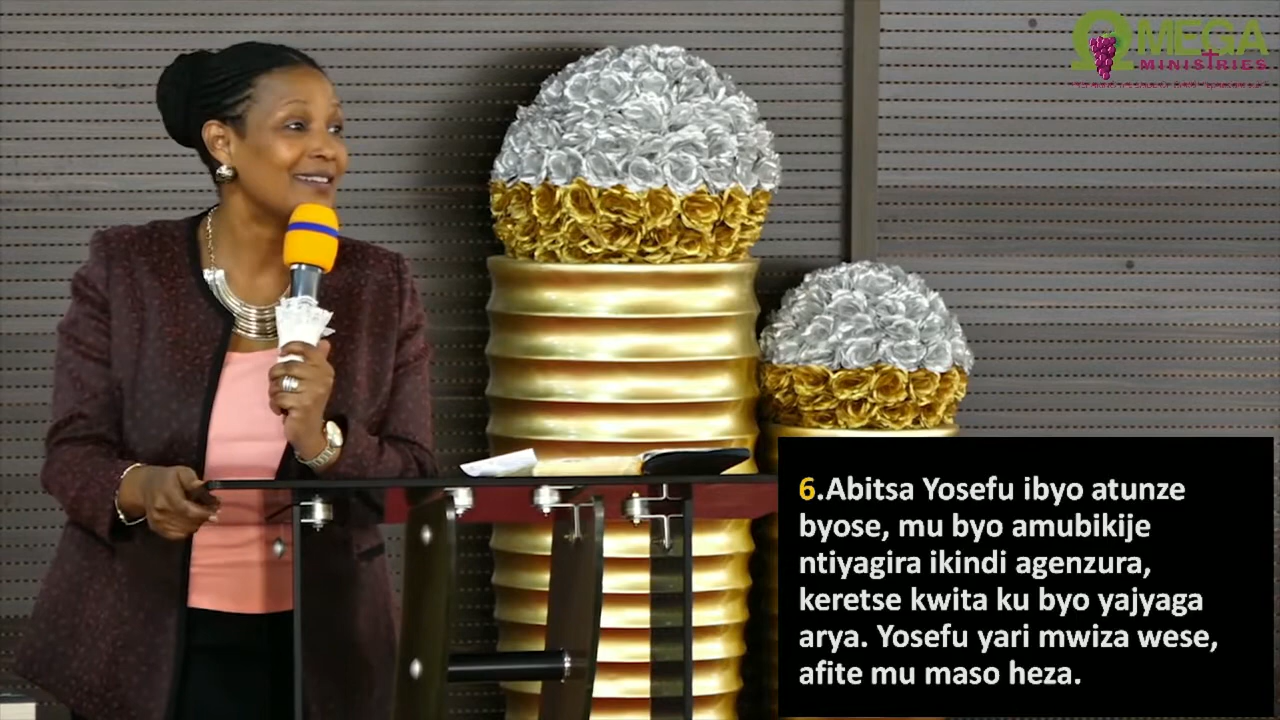 ΩMEGA
MINISTRIES
6.Abitsa Yosefu ibyo atunze
byose, mu byo amubikije
ntiyagira ikindi agenzura,
keretse kwita ku byo yajyaga
arya. Yosefu yari mwiza wese,
afite mu maso heza.